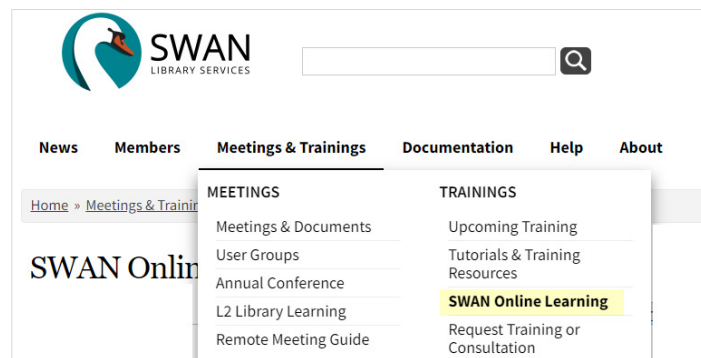 SWAN
LIBRARY SERVICES
News Members Meetings & Trainings Documentation Help About
Home » Meetings &
SWAN
MEETINGS
Meetings & Documents
User Groups
Annual Conference
L2 Library Learning
Remote Meeting Guide
TRAININGS
Upcoming Training
Tutorials & Training
Resources
SWAN Online Learning
Request Training or
Consultation